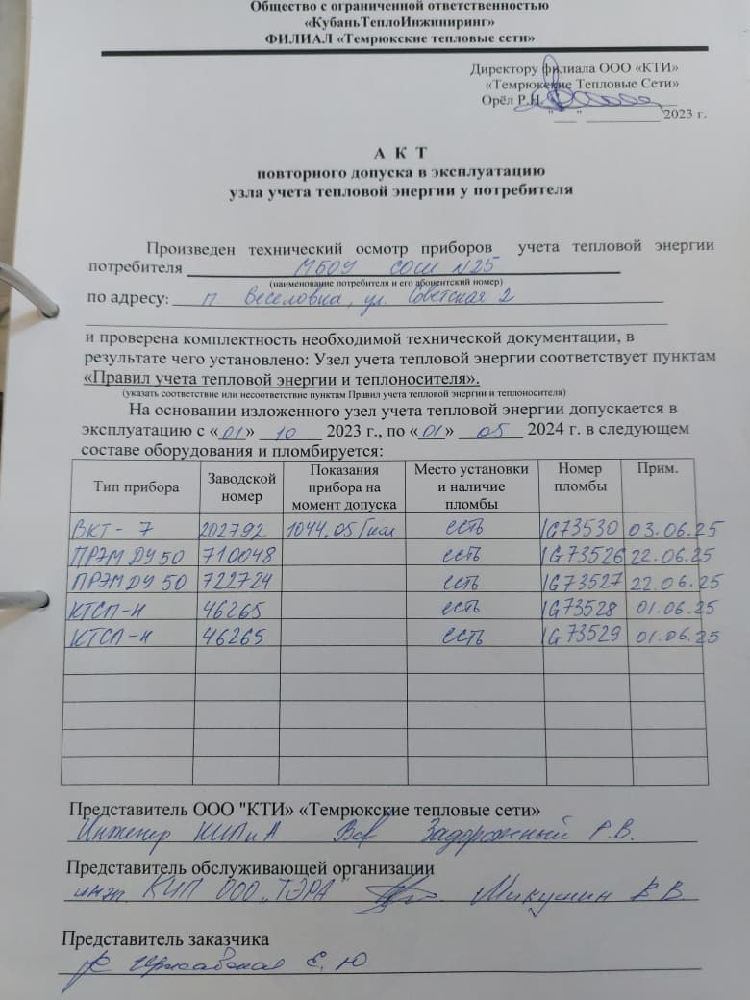 Общество с ограниченной ответственностью
«КубаньТеплоИнжиниринг»
ФИЛИАЛ «Темрюкские тепловые сети»
Директору филиала ООО «КТИ»
«Темрюкские Тепловые Сети»
Орёл Р.Н.
"___" __________ 2023 г.
А К Т
повторного допуска в эксплуатацию
узла учета тепловой энергии у потребителя
Произведен технический осмотр приборов учета тепловой энергии
потребителя МБОУ СОШ N25
(наименование потребителя и его абонентский номер)
по адресу: п Веселовка, ул. Советская 2
и проверена комплектность необходимой технической документации, в
результате чего установлено: Узел учета тепловой энергии соответствует пунктам
«Правил учета тепловой энергии и теплоносителя».
(указать соответствие или несоответствие пунктам Правил учета тепловой энергии и теплоносителя)
На основании изложенного узел учета тепловой энергии допускается в
эксплуатацию с «01» 10 2023 г., по «01» 05 2024 г. в следующем
составе оборудования и пломбируется:
Тип прибора Заводской номер Показания прибора на момент допуска Место установки и наличие пломбы Номер пломбы Прим.
ВКТ-7 202792 1044.05 Гкал есть IG73530 03.06.25
ПРЭМ ДУ 50 710048 есть IG73526 22.06.25
ПРЭМ ДУ 50 722724 есть IG73527 22.06.25
КТСП-Н 46265 есть IG73528 01.06.25
КТСП-Н 46265 есть IG73529 01.06.25
Представитель ООО "КТИ» «Темрюкские тепловые сети»
Инженер КИПиА Задорожный Р.В.
Представитель обслуживающей организации
инж. КИП ООО „ТЭРА" Микушин В В.
Представитель заказчика
Е. Ю